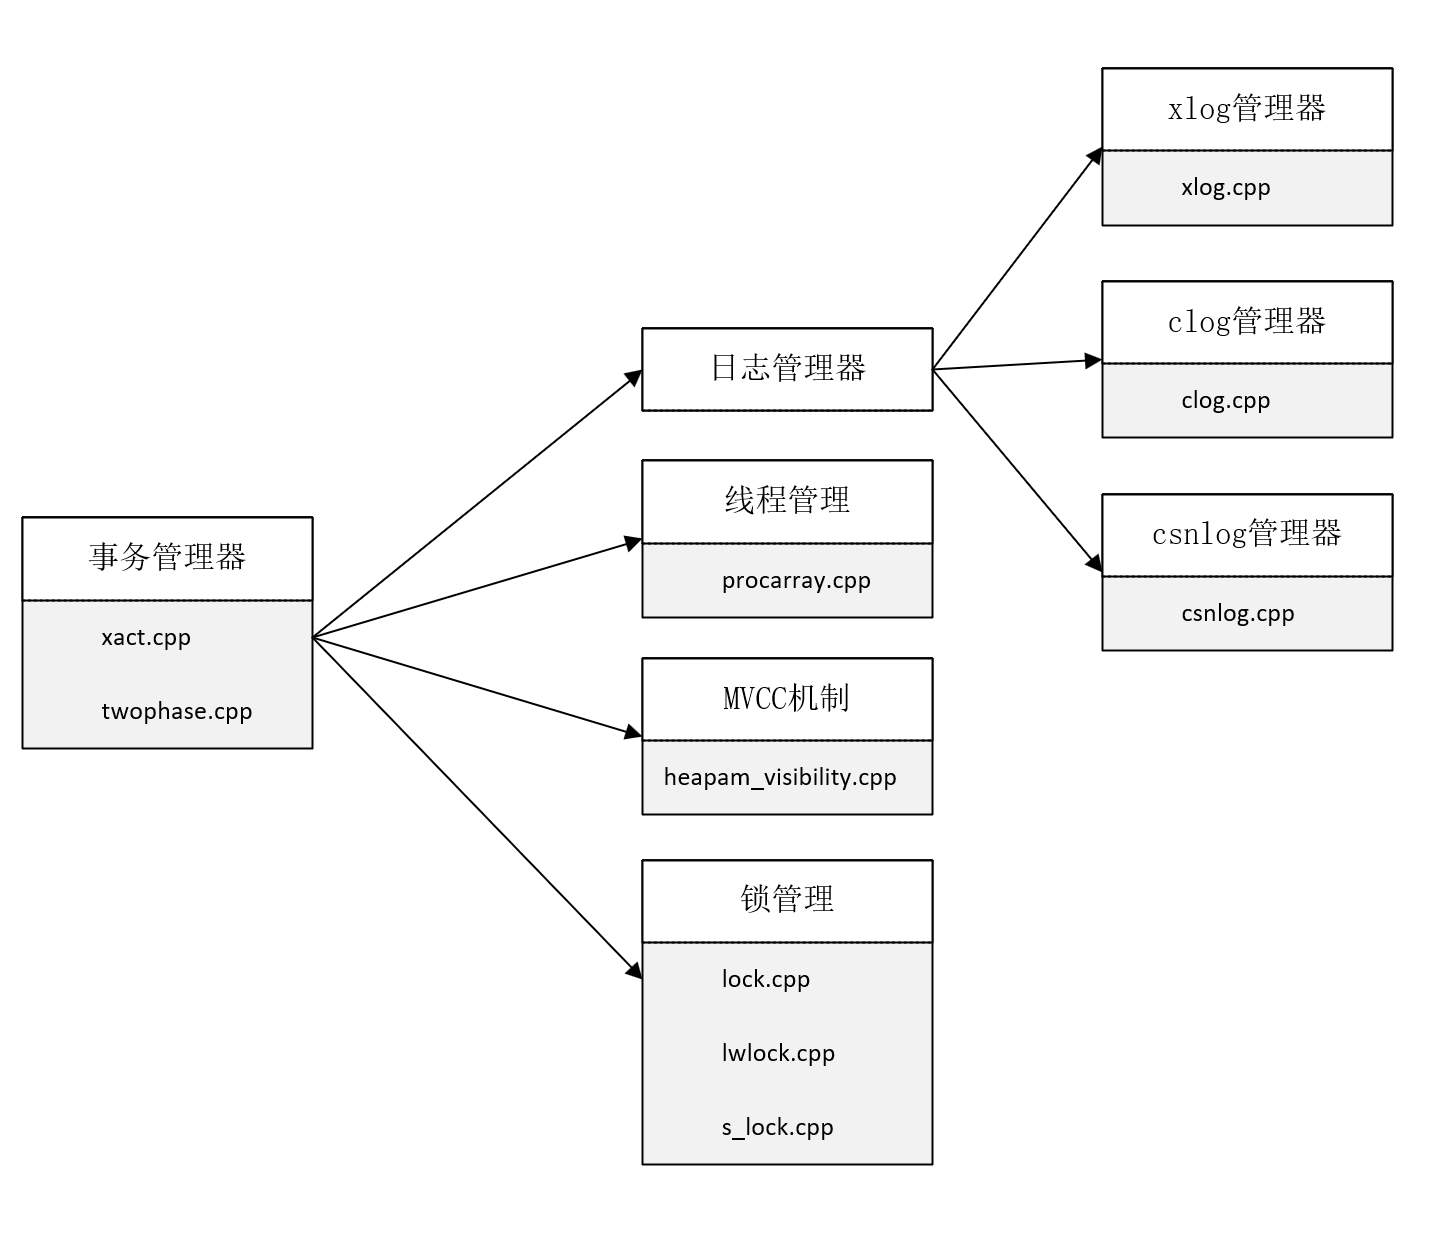 事务管理器
xact.cpp
twophase.cpp
日志管理器
线程管理
procarray.cpp
MVCC机制
heapam_visibility.cpp
锁管理
lock.cpp
lwlock.cpp
s_lock.cpp
xlog管理器
xlog.cpp
clog管理器
clog.cpp
csnlog管理器
csnlog.cpp